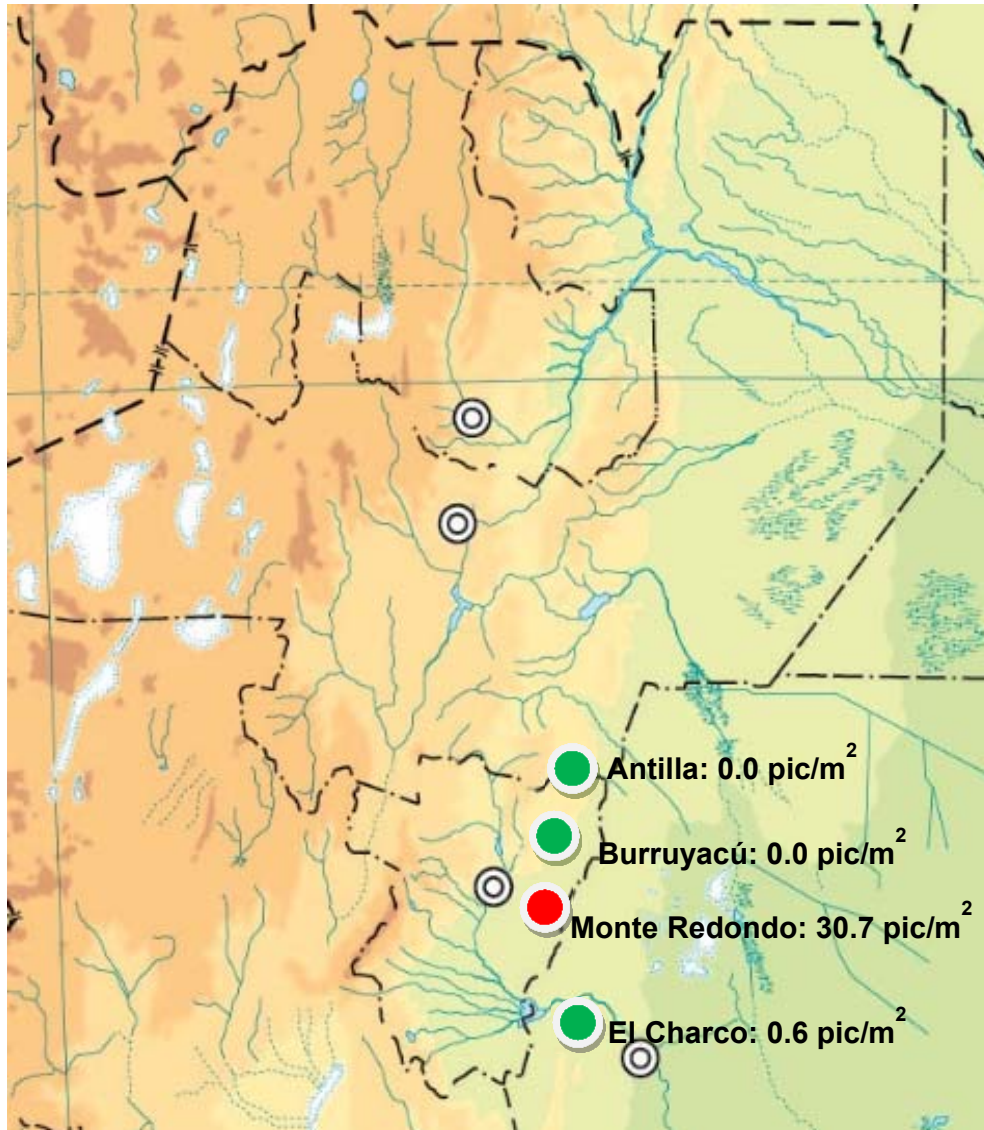 Antilla: 0.0 pic/m²
Burruyacú: 0.0 pic/m²
Monte Redondo: 30.7 pic/m²
El Charco: 0.6 pic/m²